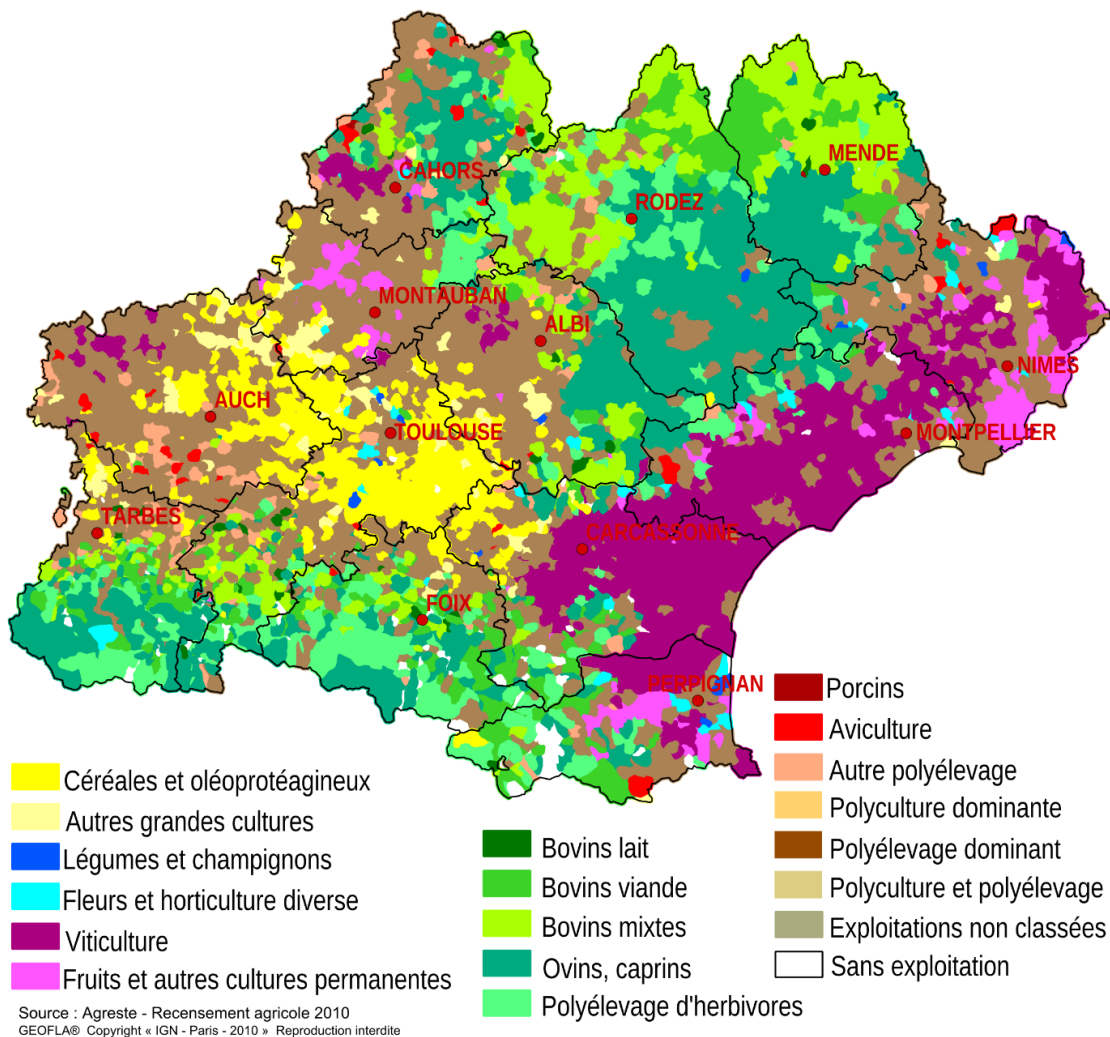 CAHORS
MENDE
RODEZ
MONTAUBAN
ALBI
NIMES
AUCH
TOULOUSE
MONTPELLIER
TARBES
CARCASSONNE
FOIX
PERPIGNAN
Céréales et oléoprotéagineux
Autres grandes cultures
Légumes et champignons
Fleurs et horticulture diverse
Viticulture
Fruits et autres cultures permanentes
Bovins lait
Bovins viande
Bovins mixtes
Ovins, caprins
Polyélevage d'herbivores
Porcins
Aviculture
Autre polyélevage
Polyculture dominante
Polyélevage dominant
Polyculture et polyélevage
Exploitations non classées
Sans exploitation
Source : Agreste - Recensement agricole 2010
GEOFLA® Copyright « IGN - Paris - 2010 » Reproduction interdite